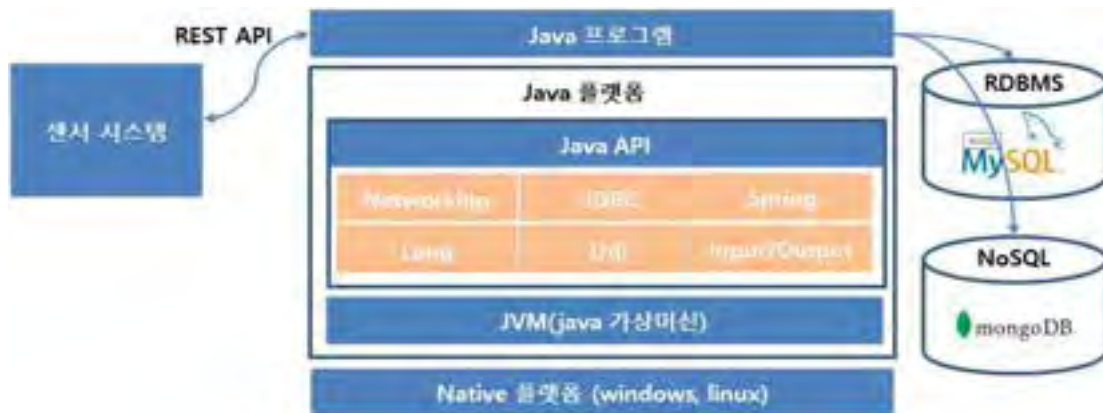 REST API
Java 프로그램
센서 시스템
Java 플랫폼
Java API
JDBC
Spring
Lang
Util
Input/Output
JVM(java 가상머신)
Native 플랫폼 (windows, linux)
RDBMS
MySQL
NoSQL
mongoDB